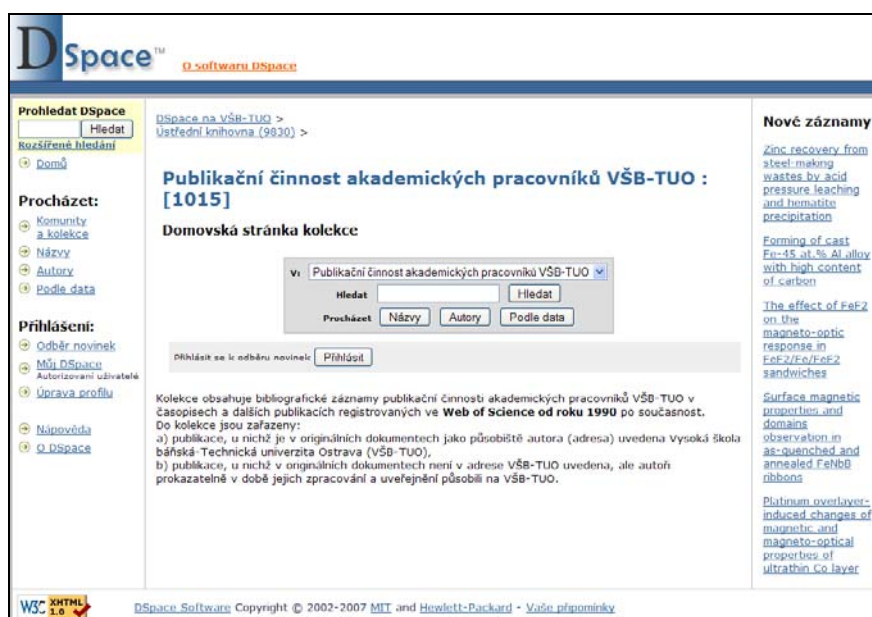 DSpace™
O softwaru DSpace
Prohledat DSpace
Hledat
Rozšířené hledání
Domů
Procházet:
Komunity
a kolekce
Názvy
Autory
Podle data
Přihlášení:
Odběr novinek
Můj DSpace
Autorizovaní uživatelé
Úprava profilu
Nápověda
O DSpace
DSpace na VŠB-TUO >
Ústřední knihovna (9830) >
Publikační činnost akademických pracovníků VŠB-TUO :
[1015]
Domovská stránka kolekce
V: Publikační činnost akademických pracovníků VŠB-TUO
Hledat Hledat
Procházet Názvy Autory Podle data
Přihlásit se k odběru novinek Přihlásit
Kolekce obsahuje bibliografické záznamy publikační činnosti akademických pracovníků VŠB-TUO v
časopisech a dalších publikacích registrovaných ve Web of Science od roku 1990 po současnost.
Do kolekce jsou zařazeny:
a) publikace, u nichž je v originálních dokumentech jako působiště autora (adresa) uvedena Vysoká škola
báňská-Technická univerzita Ostrava (VŠB-TUO),
b) publikace, u nichž v originálních dokumentech není v adrese VŠB-TUO uvedena, ale autoři
prokazatelně v době jejich zpracování a uveřejnění působili na VŠB-TUO.
Nové záznamy
Zinc recovery from
steel-making
wastes by acid
pressure leaching
and hematite
precipitation
Forming of cast
Fe-45 at.% Al alloy
with high content
of carbon
The effect of FeF2
on the
magneto-optic
response in
FeF2/Fe/FeF2
sandwiches
Surface magnetic
properties and
domains
observation in
as-quenched and
annealed FeNbB
ribbons
Platinum overlayer-
induced changes of
magnetic and
magneto-optical
properties of
ultrathin Co layer
W3C XHTML
1.0
DSpace Software Copyright © 2002-2007 MIT and Hewlett-Packard - Vaše připomínky